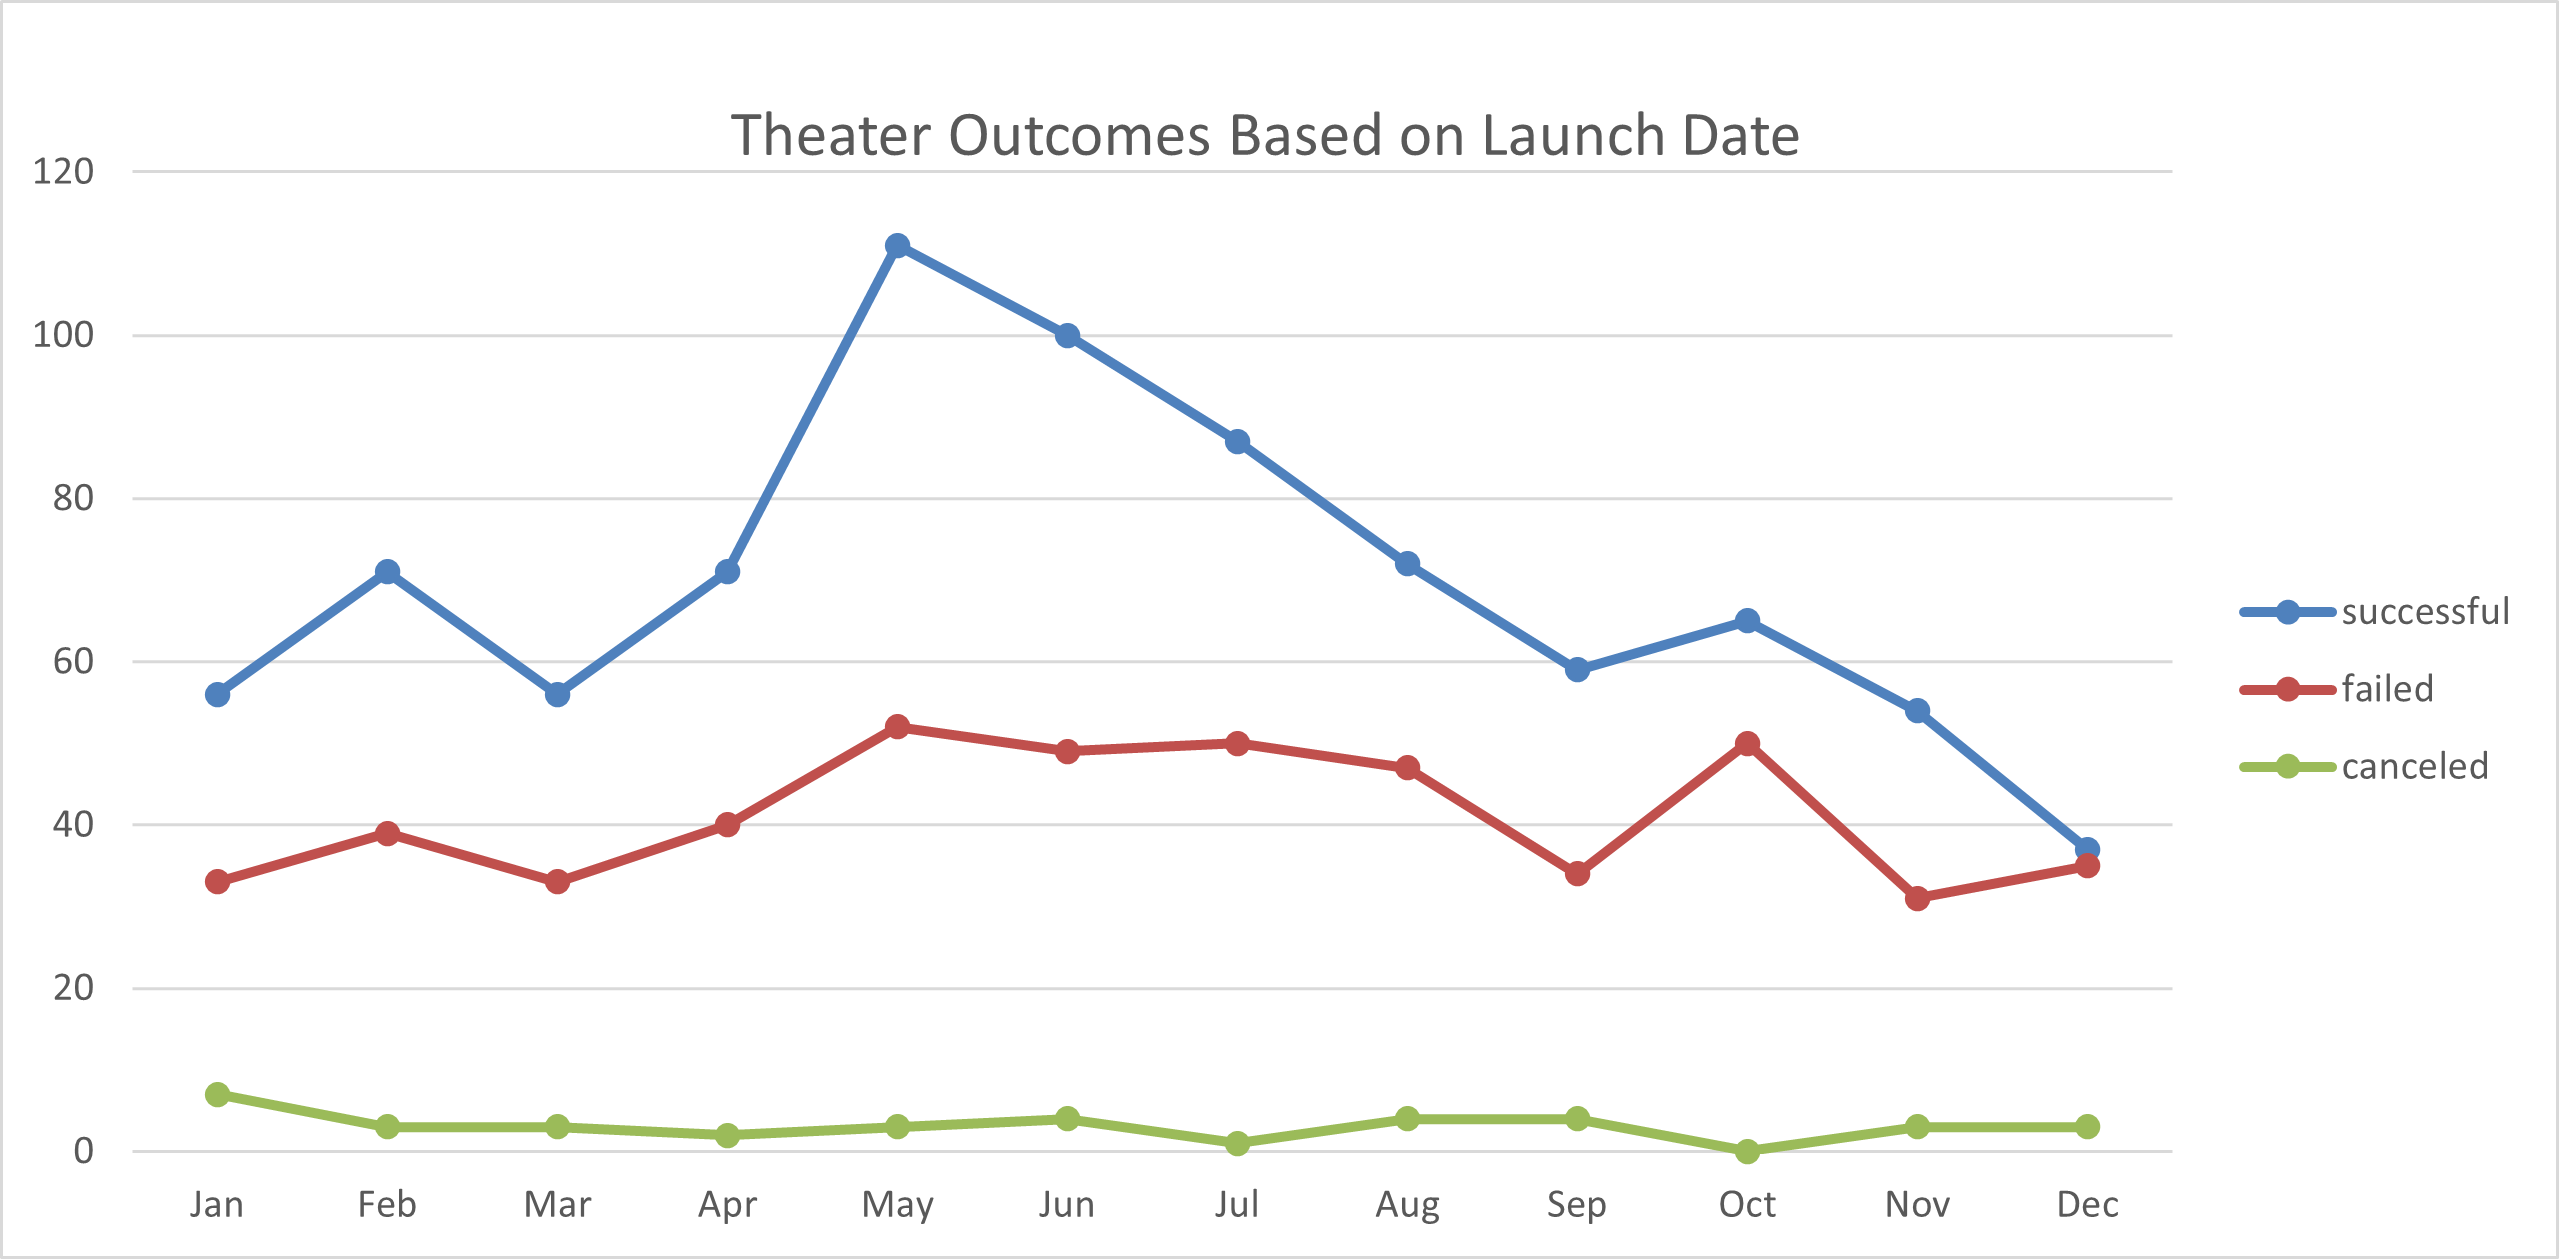 Theater Outcomes Based on Launch Date
120
100
80
60
40
20
0
Jan Feb Mar Apr May Jun Jul Aug Sep Oct Nov Dec
successful
failed
canceled